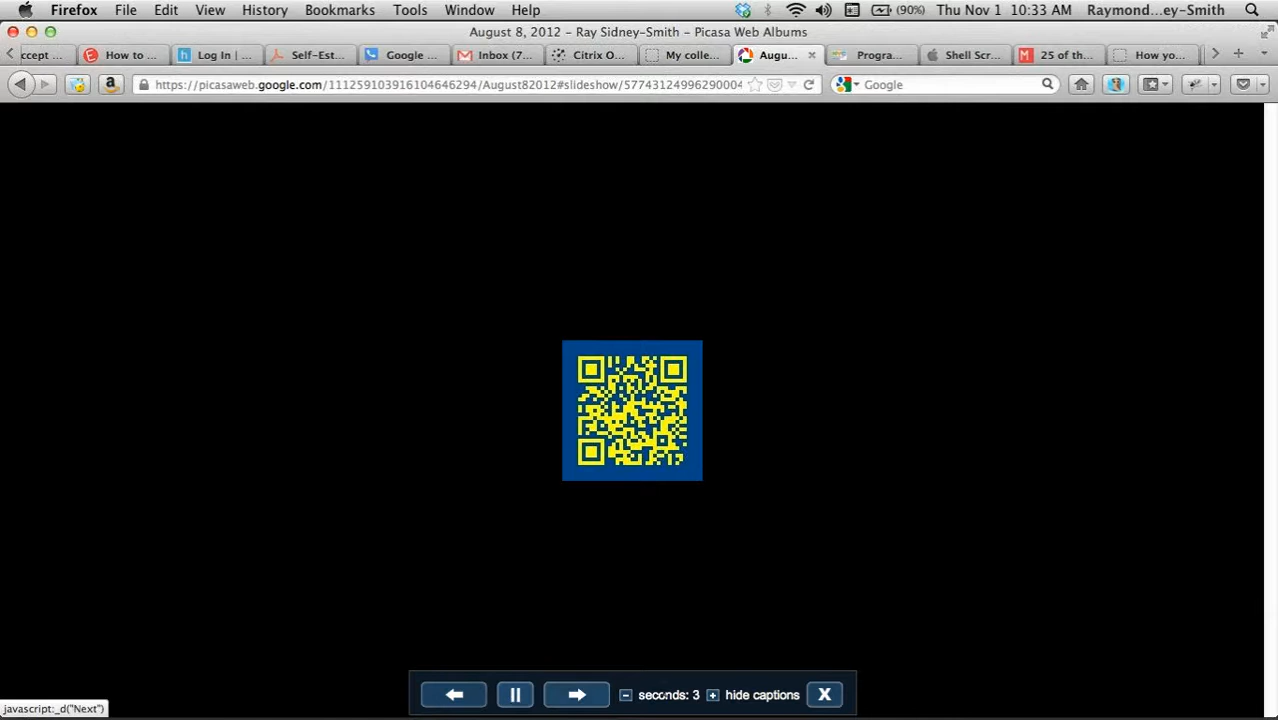 Firefox File Edit View History Bookmarks Tools Window Help (90%) Thu Nov 1 10:33 AM Raymond...ey-Smith
August 8, 2012 – Ray Sidney-Smith – Picasa Web Albums
ccept... How to ... Log In | ... Self-Est... Google ... Inbox (7... Citrix O... My colle... Augu... Progra... Shell Scr... 25 of th... How yo...
https://picasaweb.google.com/111259103916104646294/August82012#slideshow/57743124996290004 Google
seconds: 3 hide captions X
javascript:_d("Next")